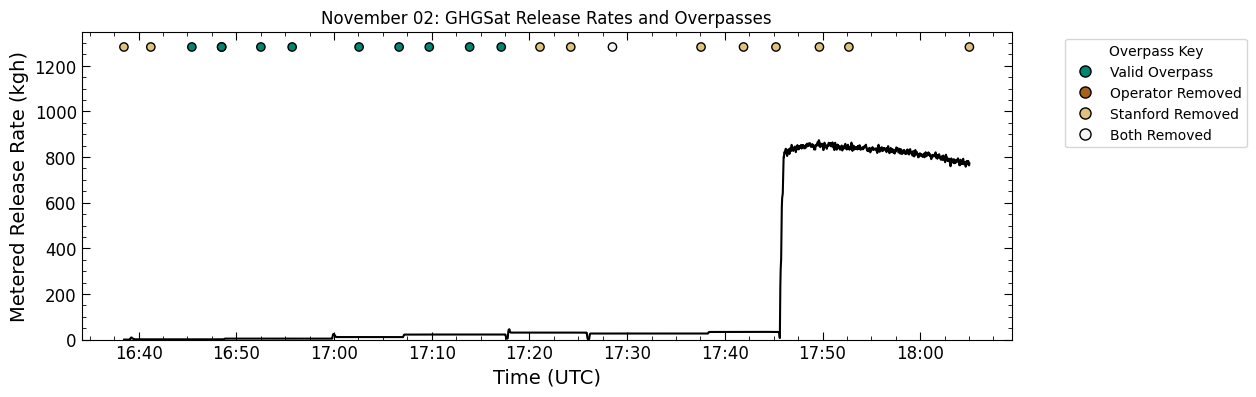 November 02: GHGSat Release Rates and Overpasses
Metered Release Rate (kgh)
1200
1000
800
600
400
200
0
16:40 16:50 17:00 17:10 17:20 17:30 17:40 17:50 18:00
Time (UTC)
Overpass Key
Valid Overpass
Operator Removed
Stanford Removed
Both Removed